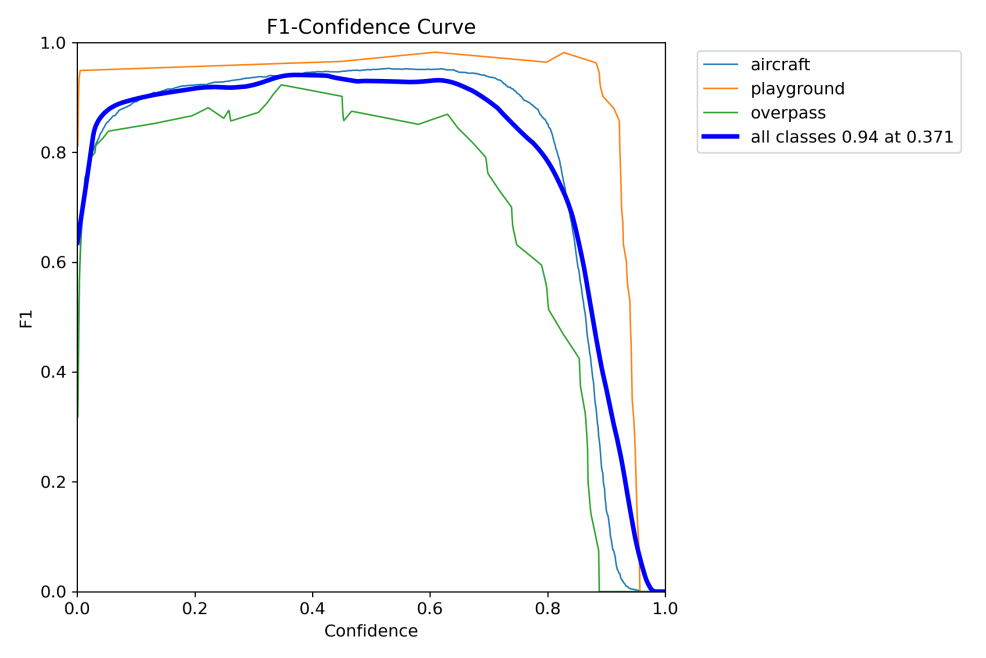 F1-Confidence Curve
1.0
0.8
0.6
0.4
0.2
0.0
F1
0.0 0.2 0.4 0.6 0.8 1.0
Confidence
aircraft
playground
overpass
all classes 0.94 at 0.371